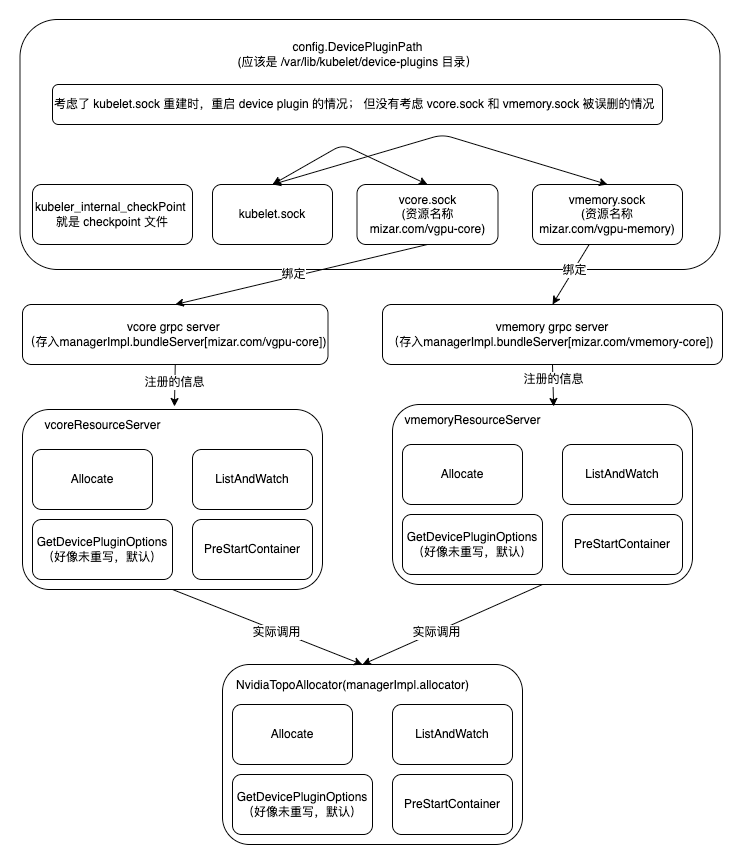 config.DevicePluginPath
(应该是 /var/lib/kubelet/device-plugins 目录)
考虑了 kubelet.sock 重建时，重启 device plugin 的情况； 但没有考虑 vcore.sock 和 vmemory.sock 被误删的情况
kubeler_internal_checkPoint
就是 checkpoint 文件
kubelet.sock
vcore.sock
(资源名称
mizar.com/vgpu-core)
vmemory.sock
(资源名称
mizar.com/vgpu-memory)
绑定
绑定
vcore grpc server
(存入managerImpl.bundleServer[mizar.com/vgpu-core])
vmemory grpc server
(存入managerImpl.bundleServer[mizar.com/vmemory-core])
注册的信息
注册的信息
vcoreResourceServer
Allocate
ListAndWatch
GetDevicePluginOptions
（好像未重写，默认）
PreStartContainer
vmemoryResourceServer
Allocate
ListAndWatch
GetDevicePluginOptions
（好像未重写，默认）
PreStartContainer
实际调用
实际调用
NvidiaTopoAllocator(managerImpl.allocator)
Allocate
ListAndWatch
GetDevicePluginOptions
（好像未重写，默认）
PreStartContainer